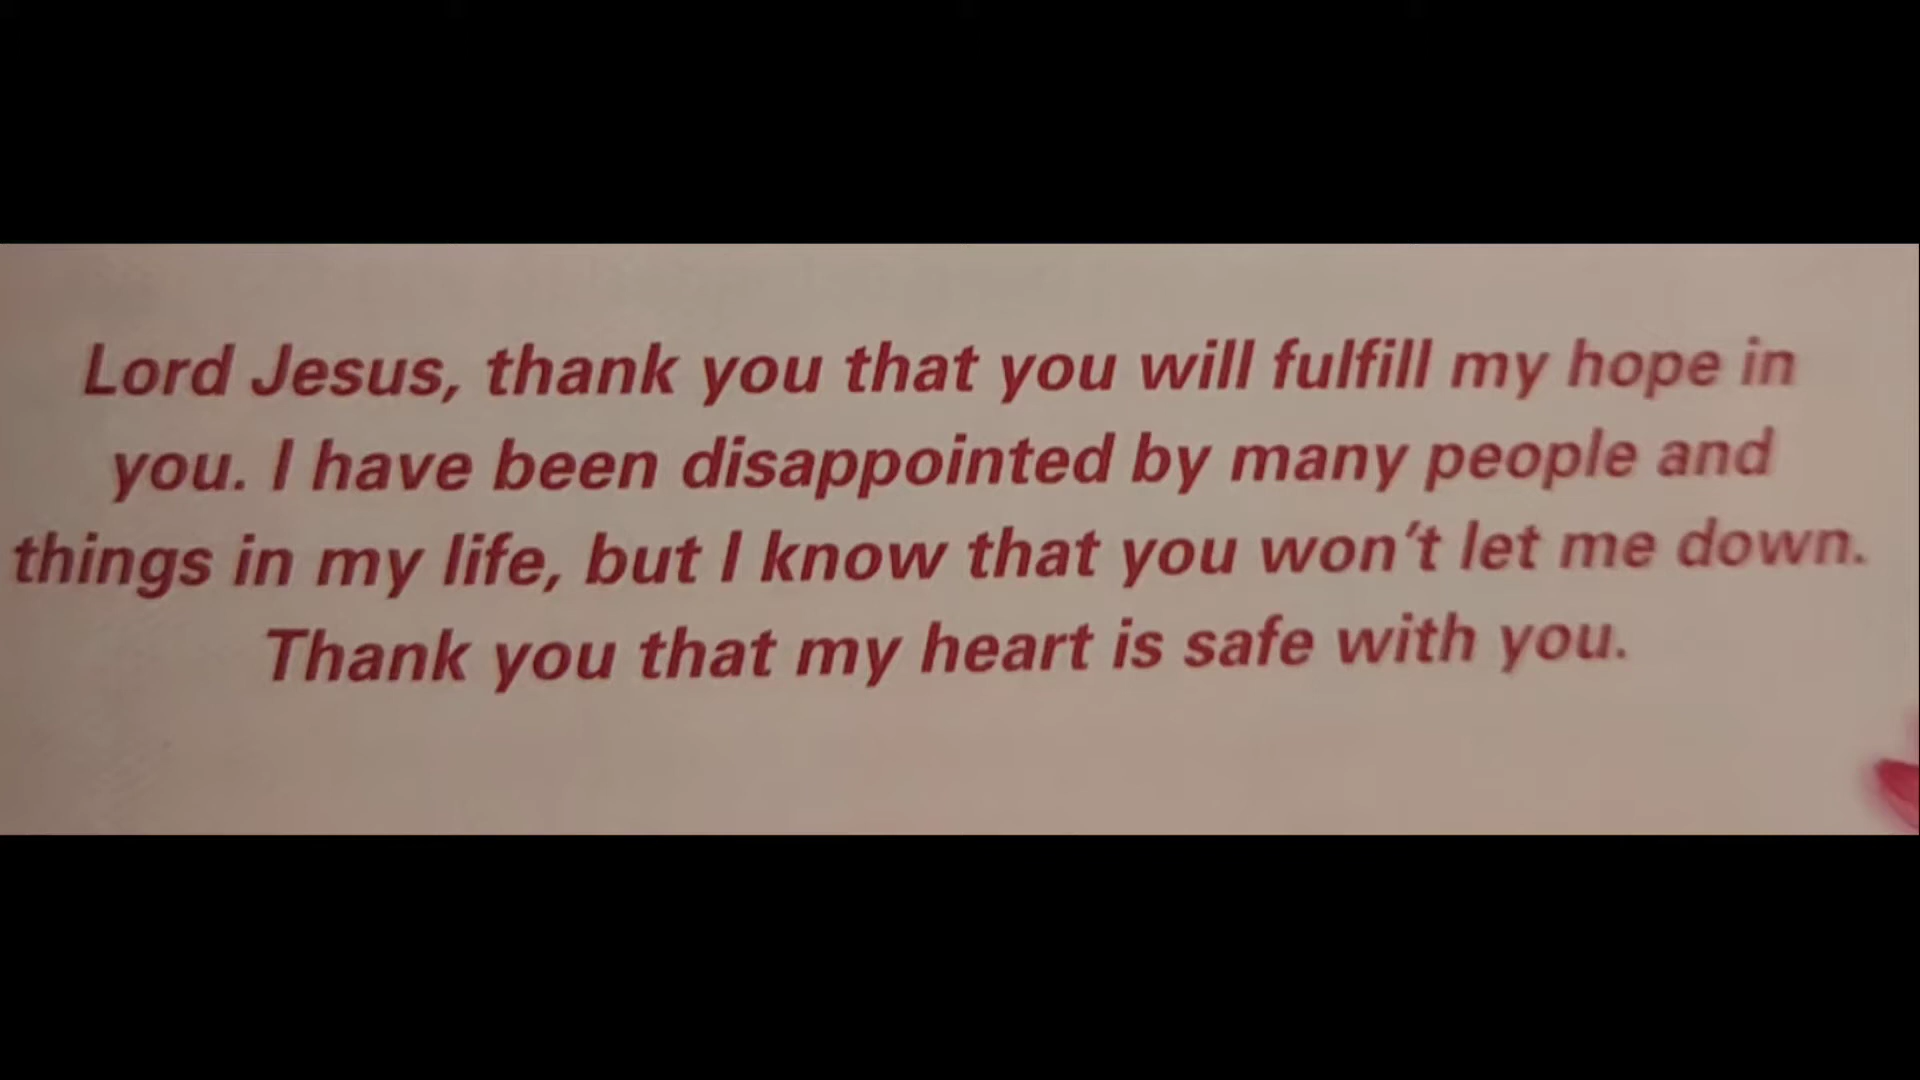 Lord Jesus, thank you that you will fulfill my hope in
you. I have been disappointed by many people and
things in my life, but I know that you won't let me down.
Thank you that my heart is safe with you.